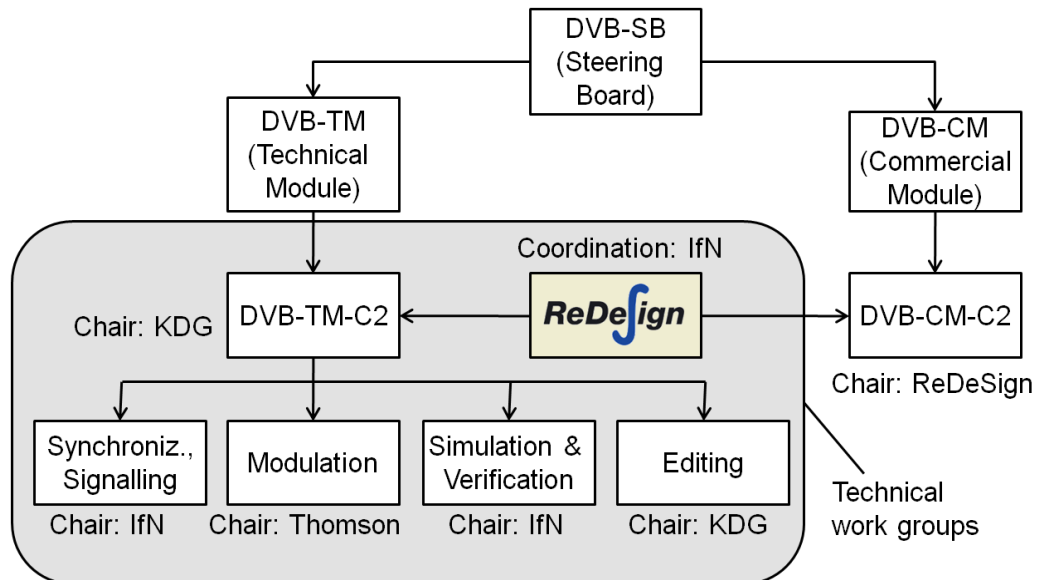 DVB-SB
(Steering
Board)
DVB-TM
(Technical
Module)
DVB-CM
(Commercial
Module)
Coordination: IfN
Chair: KDG
DVB-TM-C2
ReDeSign
DVB-CM-C2
Chair: ReDeSign
Synchroniz.,
Signalling
Modulation
Simulation &
Verification
Editing
Chair: IfN
Chair: Thomson
Chair: IfN
Chair: KDG
Technical
work groups